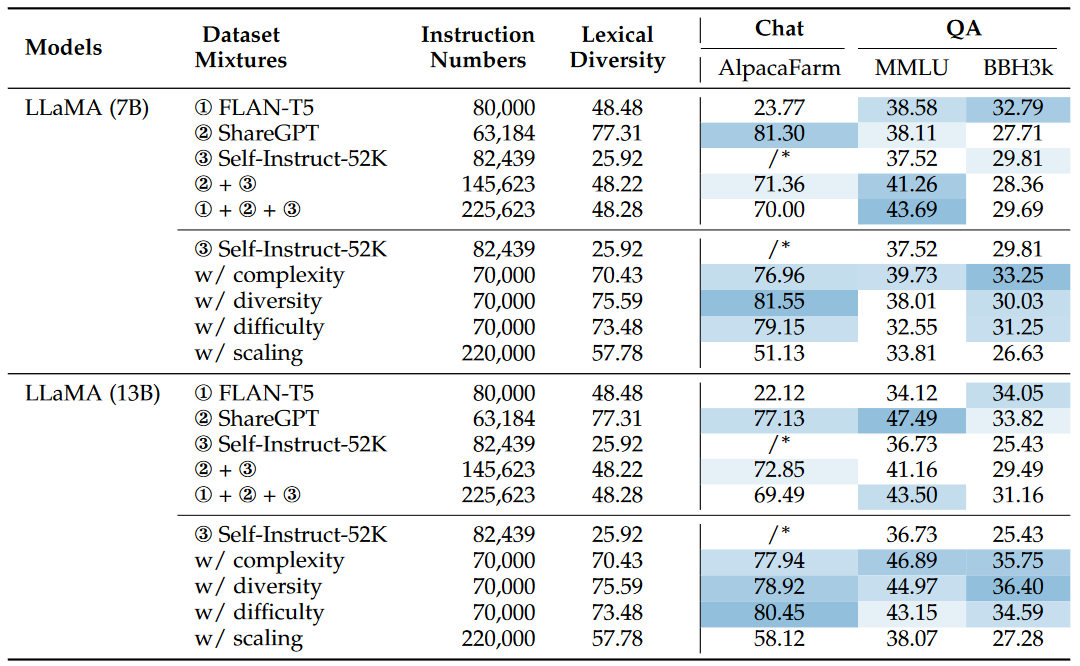 Models Dataset Mixtures Instruction Numbers Lexical Diversity Chat QA
AlpacaFarm MMLU BBH3k
LLaMA (7B) ① FLAN-T5 80,000 48.48 23.77 38.58 32.79
② ShareGPT 63,184 77.31 81.30 38.11 27.71
③ Self-Instruct-52K 82,439 25.92 /* 37.52 29.81
② + ③ 145,623 48.22 71.36 41.26 28.36
① + ② + ③ 225,623 48.28 70.00 43.69 29.69
③ Self-Instruct-52K 82,439 25.92 /* 37.52 29.81
w/ complexity 70,000 70.43 76.96 39.73 33.25
w/ diversity 70,000 75.59 81.55 38.01 30.03
w/ difficulty 70,000 73.48 79.15 32.55 31.25
w/ scaling 220,000 57.78 51.13 33.81 26.63
LLaMA (13B) ① FLAN-T5 80,000 48.48 22.12 34.12 34.05
② ShareGPT 63,184 77.31 77.13 47.49 33.82
③ Self-Instruct-52K 82,439 25.92 /* 36.73 25.43
② + ③ 145,623 48.22 72.85 41.16 29.49
① + ② + ③ 225,623 48.28 69.49 43.50 31.16
③ Self-Instruct-52K 82,439 25.92 /* 36.73 25.43
w/ complexity 70,000 70.43 77.94 46.89 35.75
w/ diversity 70,000 75.59 78.92 44.97 36.40
w/ difficulty 70,000 73.48 80.45 43.15 34.59
w/ scaling 220,000 57.78 58.12 38.07 27.28